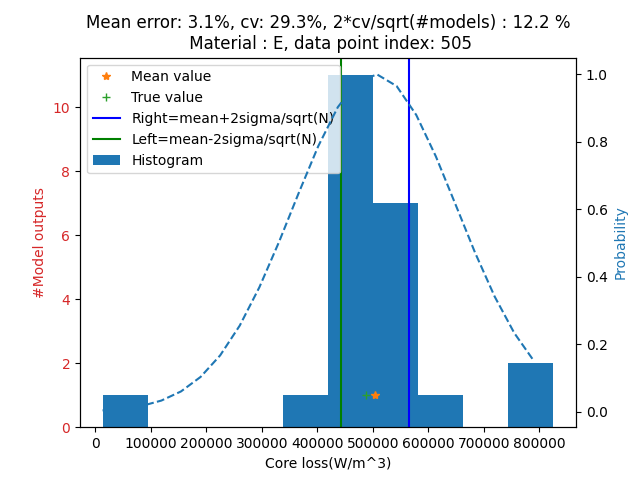 Mean error: 3.1%, cv: 29.3%, 2*cv/sqrt(#models) : 12.2 %
Material : E, data point index: 505
Mean value
True value
Right=mean+2sigma/sqrt(N)
Left=mean-2sigma/sqrt(N)
Histogram
#Model outputs
0
2
4
6
8
10
Probability
0.0
0.2
0.4
0.6
0.8
1.0
0 100000 200000 300000 400000 500000 600000 700000 800000
Core loss(W/m^3)